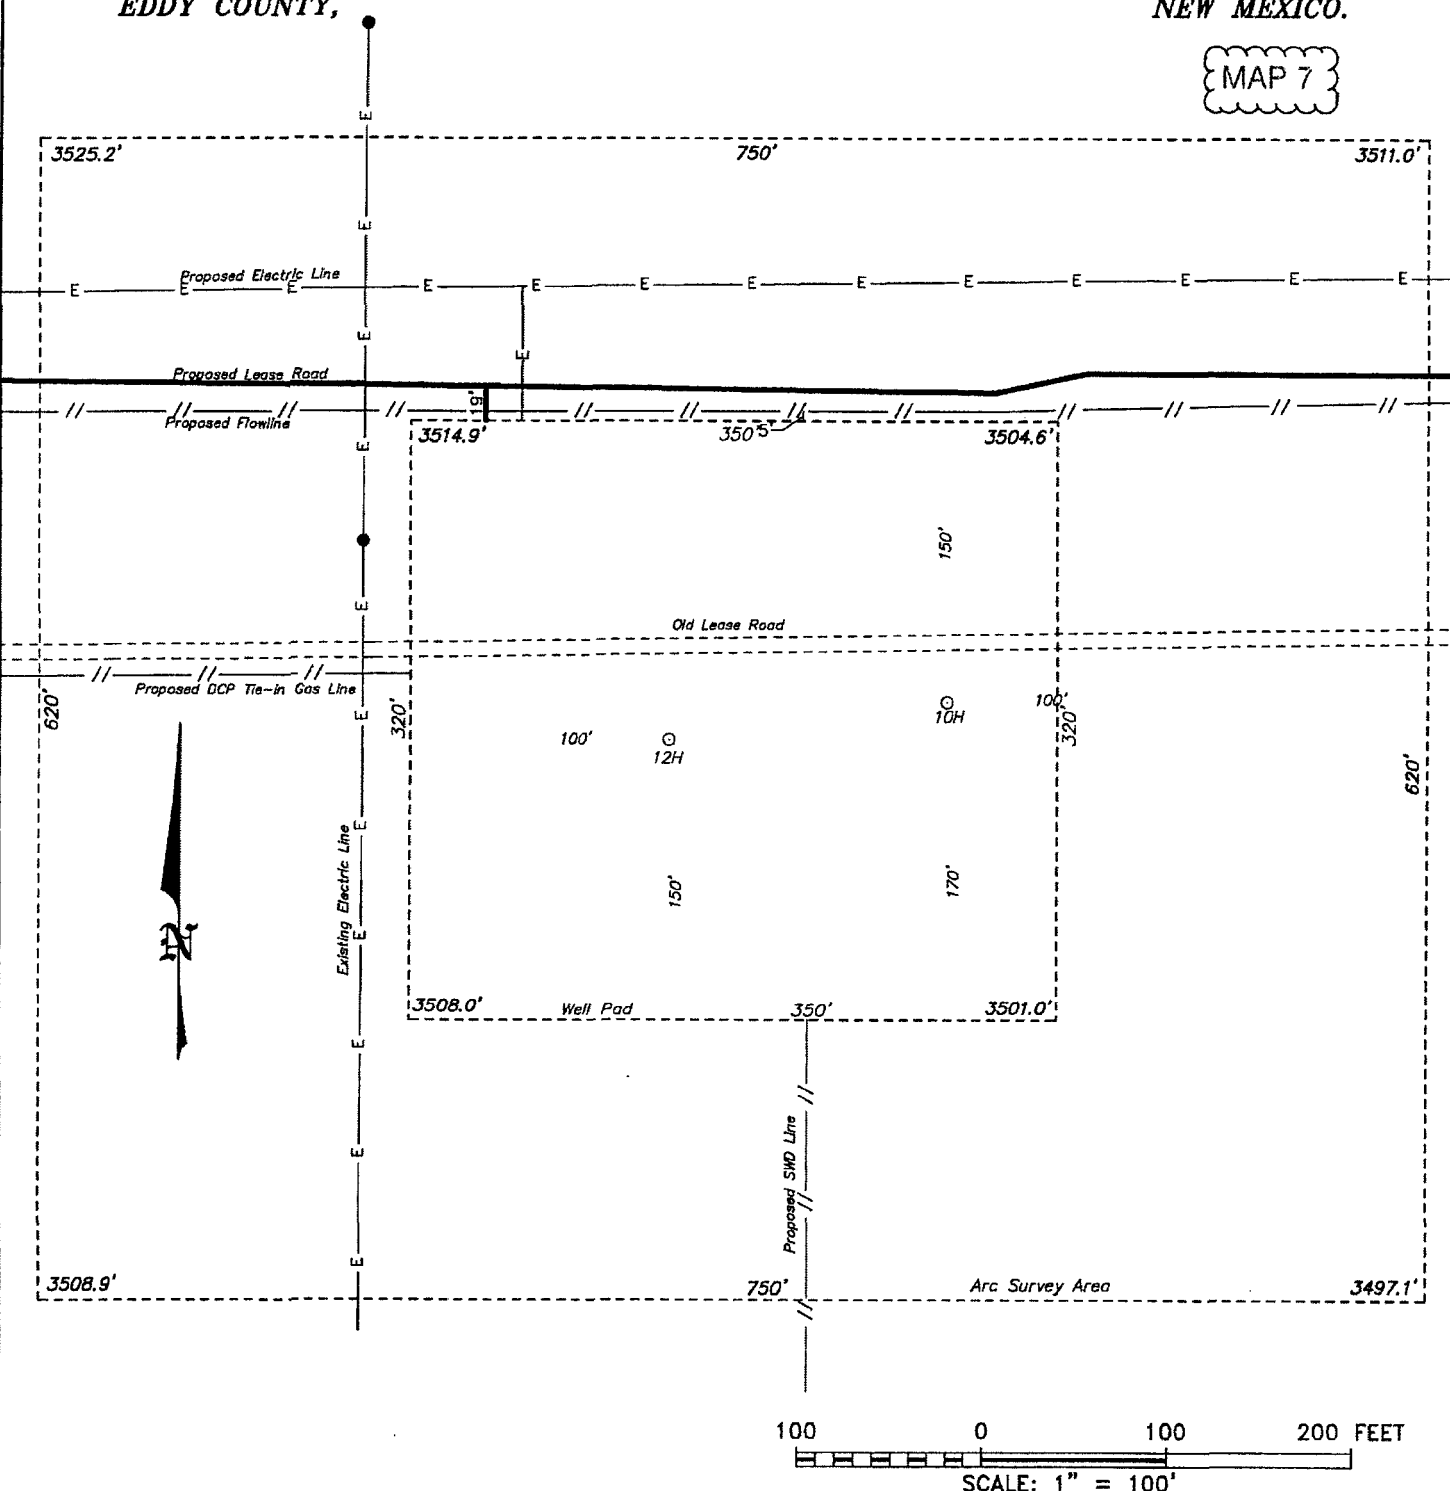 EDDY COUNTY,
NEW MEXICO.
MAP 7
3525.2'
750'
3511.0'
E
E
Proposed Electric Line
E E E E E E E E E E E E E
E
E
Proposed Lease Road
19'
// // // // // // // // // // // //
Proposed Flowline
3514.9'
350'
5'
3504.6'
E
150'
E
Old Lease Road
// // //
Proposed DCP Tie-in Gas Line
620'
320'
E
100'
12H
10H
100'
320'
620'
N
Existing Electric Line
E
E
150'
170'
3508.0'
Well Pad
350'
3501.0'
E
//
Proposed SWD Line
E
//
E
3508.9'
750'
//
Arc Survey Area
3497.1'
100 0 100 200 FEET
SCALE: 1" = 100'